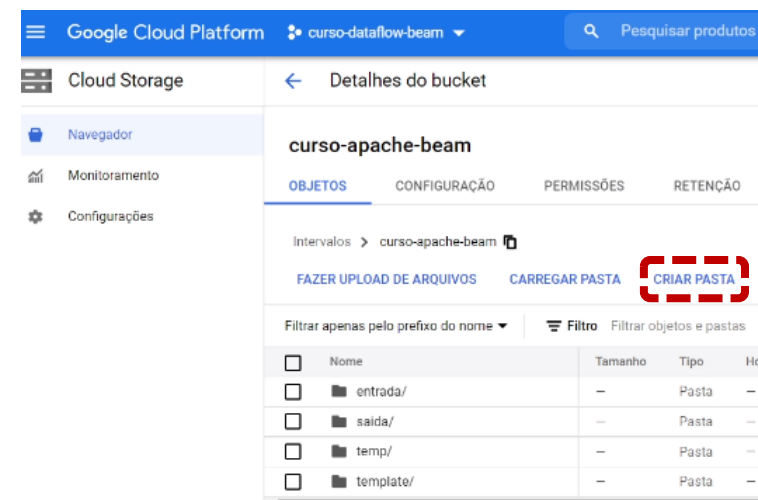 Google Cloud Platform curso-dataflow-beam Pesquisar produtos
Cloud Storage Detalhes do bucket
Navegador
Monitoramento
Configurações
curso-apache-beam
OBJETOS CONFIGURAÇÃO PERMISSÕES RETENÇÃO
Intervalos > curso-apache-beam
FAZER UPLOAD DE ARQUIVOS CARREGAR PASTA CRIAR PASTA
Filtrar apenas pelo prefixo do nome Filtro Filtrar objetos e pastas
Nome Tamanho Tipo
entrada/ — Pasta —
saida/ — Pasta —
temp/ — Pasta —
template/ — Pasta —